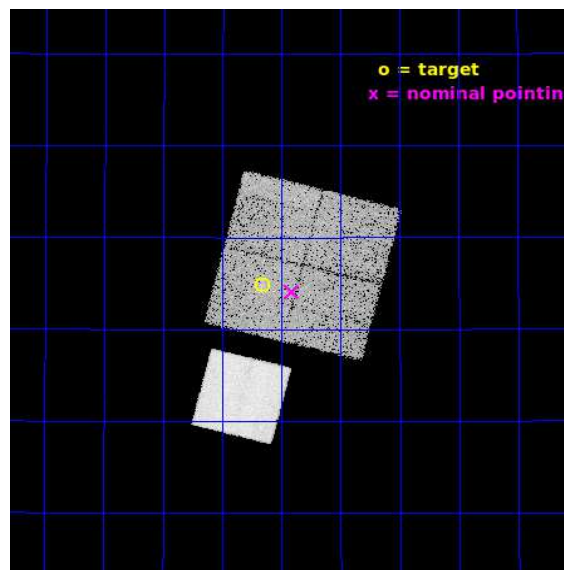 o = target
x = nominal pointin